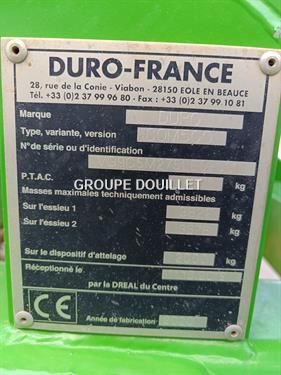 DURO-FRANCE
28, rue de la Conie - Viabon - 28150 EOLE EN BEAUCE
Tél. +33 (0)2 37 99 96 80 - Fax : +33 (0)2 37 99 10 81
Marque DURO
Type, variante, version
N° de série ou d'identification
GROUPE DOUILLET
P.T.A.C. kg
Masses maximales techniquement admissibles
Sur l'essieu 1 kg
Sur l'essieu 2 kg
Sur le dispositif d'attelage kg
Réceptionné le
par la DREAL du Centre
CE
Année de fabrication